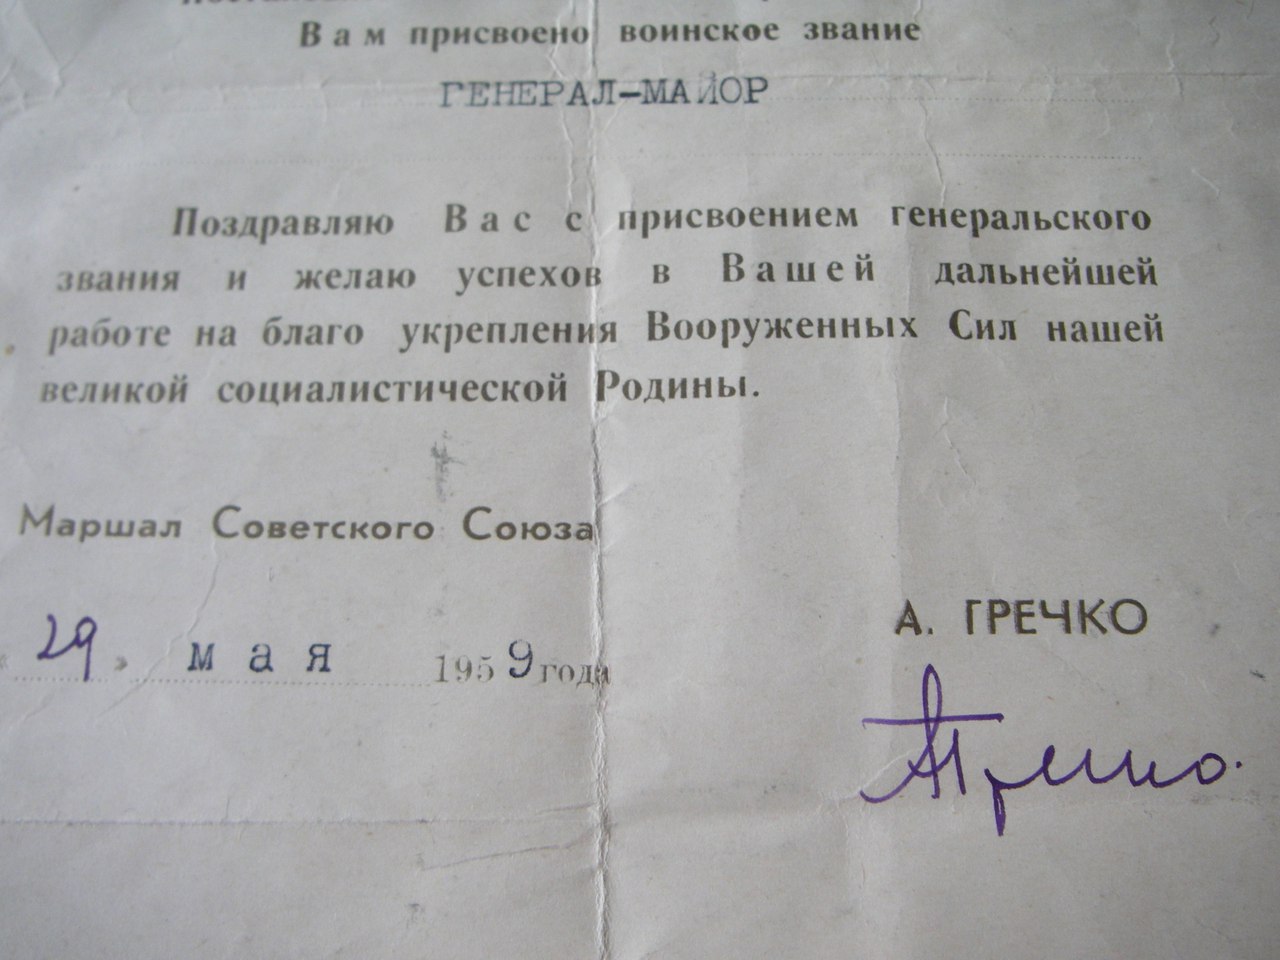 Вам присвоено воинское звание
ГЕНЕРАЛ-МАЙОР
Поздравляю Вас с присвоением генеральского
звания и желаю успехов в Вашей дальнейшей
работе на благо укрепления Вооруженных Сил нашей
великой социалистической Родины.
Маршал Советского Союза
А. ГРЕЧКО
« 29 » мая 1959 года
АГречко.